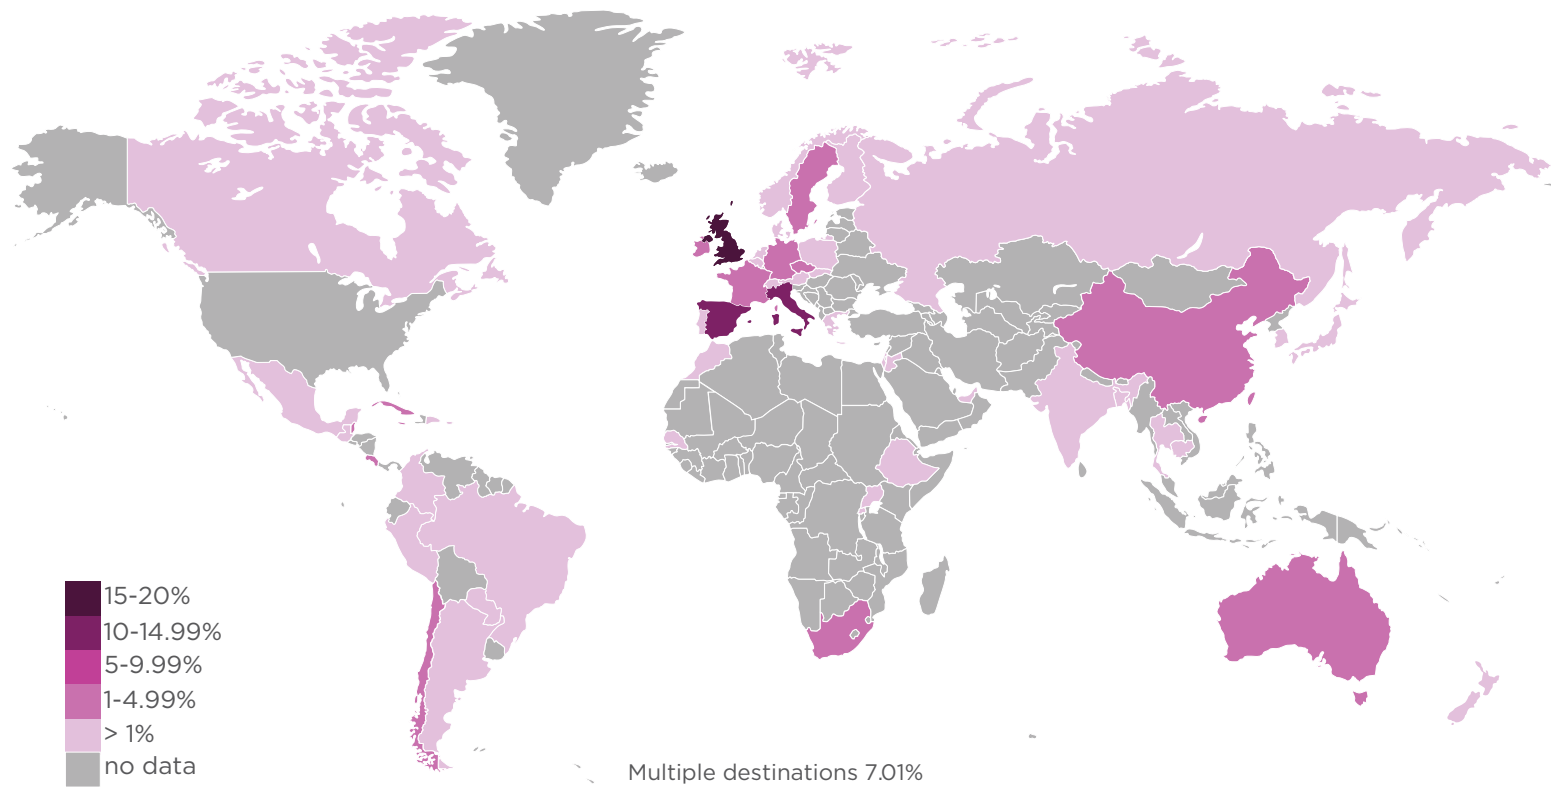 15-20%
10-14.99%
5-9.99%
1-4.99%
> 1%
no data
Multiple destinations 7.01%